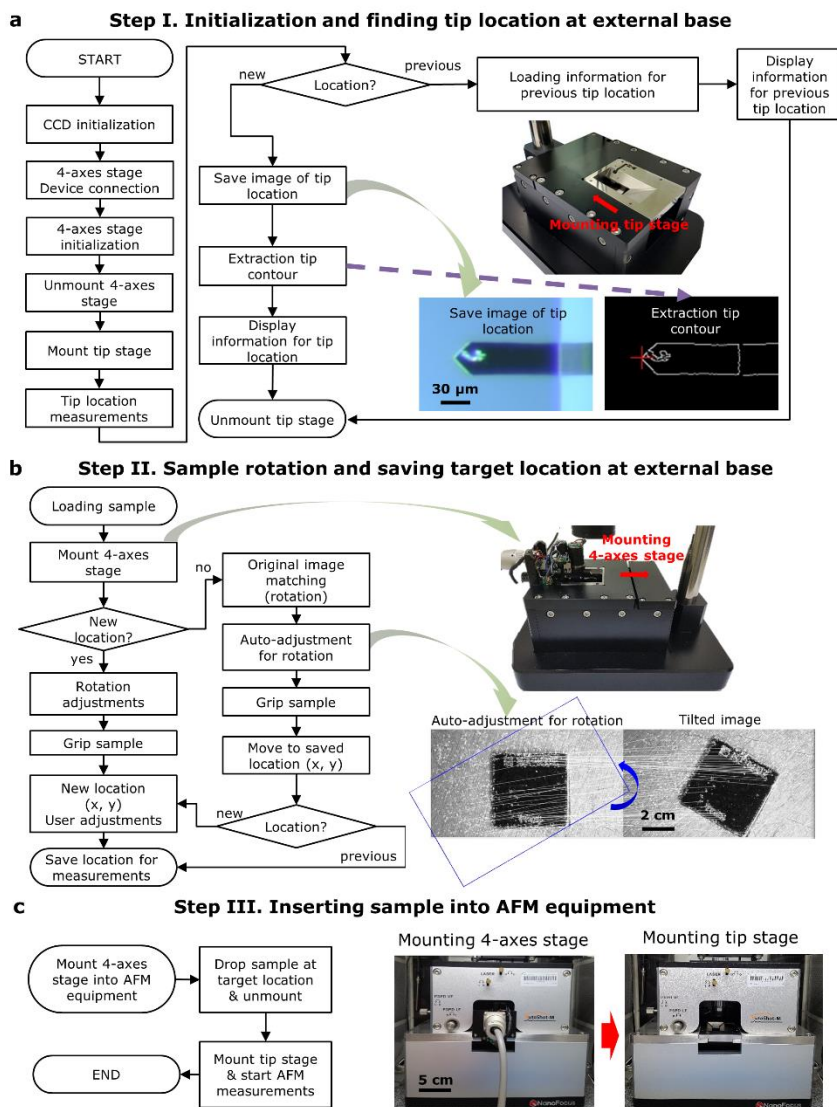 a Step I. Initialization and finding tip location at external base
START
CCD initialization
4-axes stage
Device connection
4-axes stage
initialization
Unmount 4-axes
stage
Mount tip stage
Tip location
measurements
Location?
new
previous
Loading information for
previous tip location
Display
information
for previous
tip location
Save image of tip
location
Extraction tip
contour
Display
information for tip
location
Unmount tip stage
Mounting tip stage
Save image of tip
location
30 µm
Extraction tip
contour
b Step II. Sample rotation and saving target location at external base
Loading sample
Mount 4-axes
stage
New
location?
no
yes
Rotation
adjustments
Grip sample
New location
(x, y)
User adjustments
Save location for
measurements
Original image
matching
(rotation)
Auto-adjustment
for rotation
Grip sample
Move to saved
location (x, y)
Location?
new
previous
Mounting
4-axes stage
Auto-adjustment for rotation
Tilted image
2 cm
c Step III. Inserting sample into AFM equipment
Mount 4-axes
stage into AFM
equipment
Drop sample at
target location
& unmount
Mount tip stage
& start AFM
measurements
END
Mounting 4-axes stage
LASER
5 cm
NanoFocus
Mounting tip stage
LASER
NanoFocus